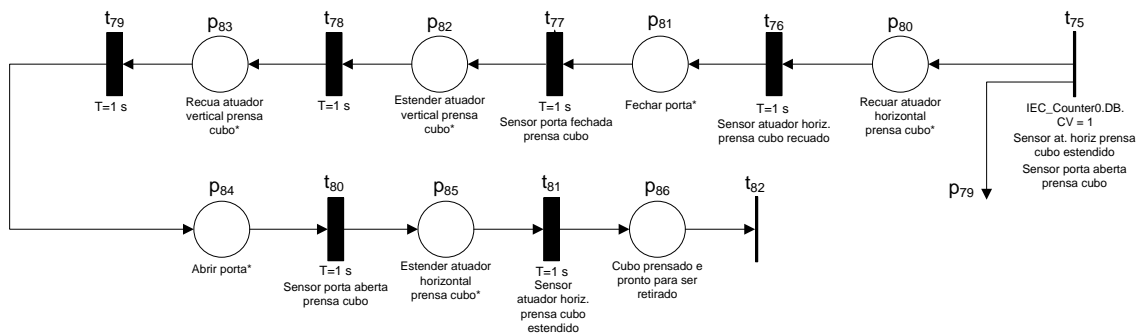 t79
p83
t78
p82
t77
p81
t76
p80
t75
T=1 s
Recua atuador
vertical prensa
cubo*
T=1 s
Estender atuador
vertical prensa
cubo*
T=1 s
Sensor porta fechada
prensa cubo
Fechar porta*
T=1 s
Sensor atuador horiz.
prensa cubo recuado
Recuar atuador
horizontal
prensa cubo*
IEC_Counter0.DB.
CV = 1
Sensor at. horiz prensa
cubo estendido
Sensor porta aberta
prensa cubo
p79
p84
t80
p85
t81
p86
t82
Abrir porta*
T=1 s
Sensor porta aberta
prensa cubo
Estender atuador
horizontal
prensa cubo*
T=1 s
Sensor
atuador horiz.
prensa cubo
estendido
Cubo prensado e
pronto para ser
retirado